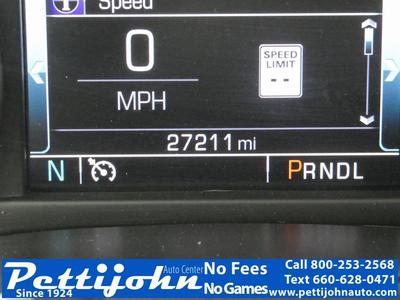 Speed
0
MPH
SPEED
LIMIT
--
27211 mi
N
PRNDL
Pettijohn
Auto Center
Since 1924
No Fees
No Games
Call 800-253-2568
Text 660-628-0471
www.pettijohnauto.com